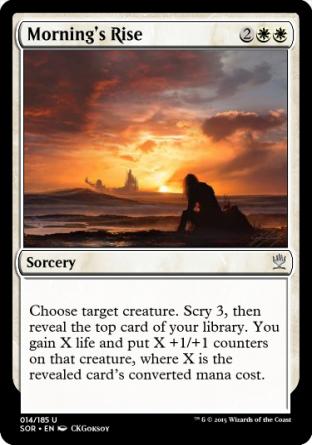 Morning's Rise 2
Sorcery
Choose target creature. Scry 3, then
reveal the top card of your library. You
gain X life and put X +1/+1 counters
on that creature, where X is the
revealed card's converted mana cost.
014/185 U
SOR • EN CKGoksoy
™ & © 2015 Wizards of the Coast